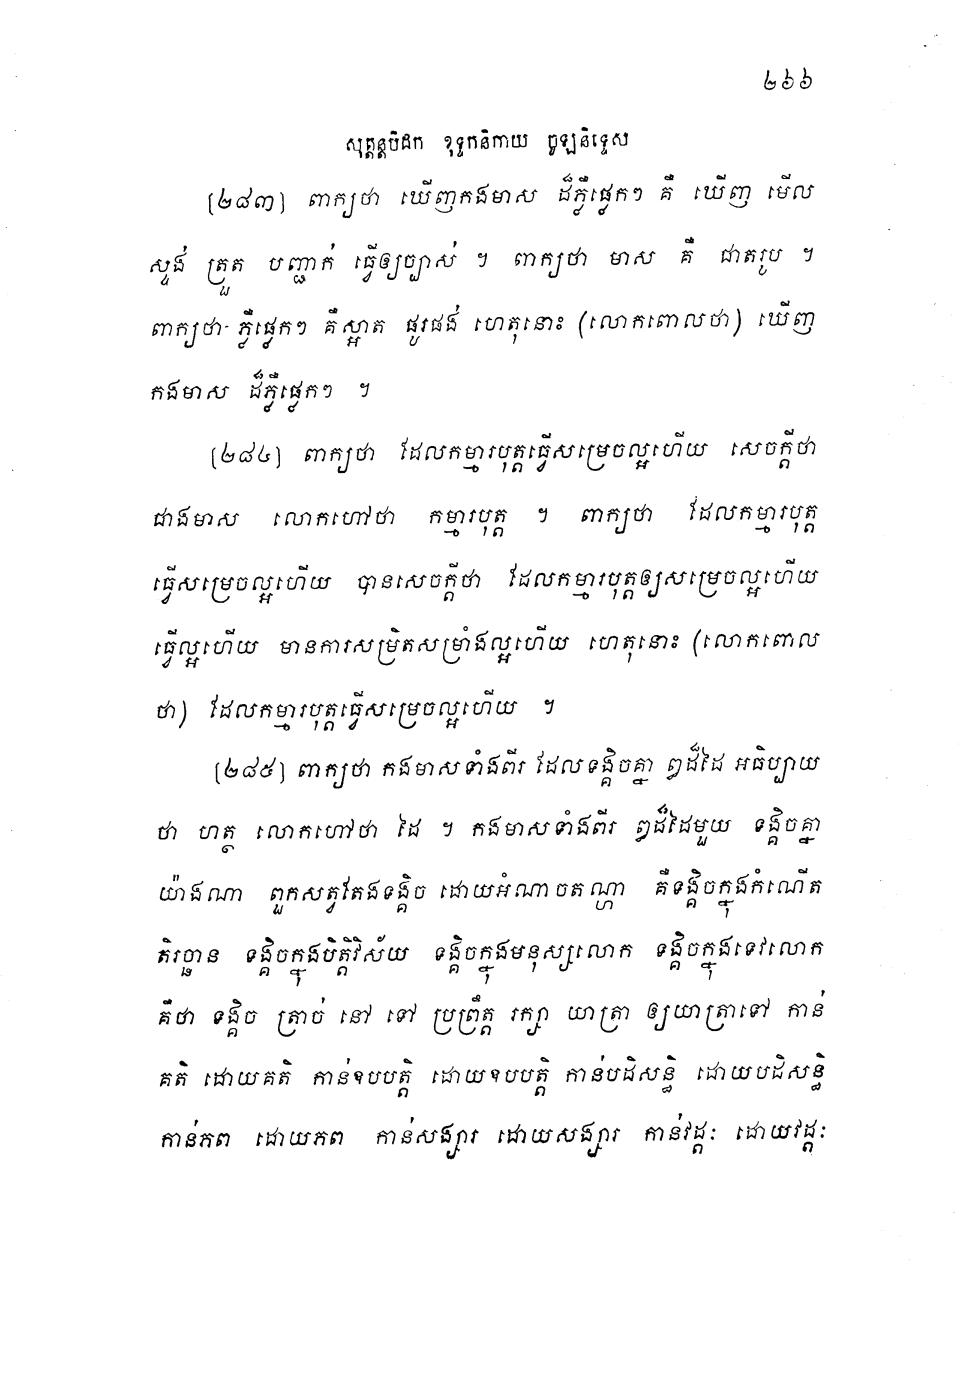 ២៦៦
សុត្តន្តបិដក ខុទ្ទកនិកាយ ចូឡនិទ្ទេស
[២៨៣] ពាក្យថា ឃើញកងមាស ដ៏ភ្លឺផ្លេកៗ គឺ ឃើញ មើល
ស្ទង់ ត្រួត បញ្ជាក់ ធ្វើឲ្យច្បាស់ ។ ពាក្យថា មាស គឺ ជាតរូប ។
ពាក្យថា ភ្លឺផ្លេកៗ គឺស្អាត ផូរផង់ ហេតុនោះ (លោកពោលថា) ឃើញ
កងមាស ដ៏ភ្លឺផ្លេកៗ ។
[២៨៤] ពាក្យថា ដែលកម្មារបុត្តធ្វើសម្រេចល្អហើយ សេចក្តីថា
ជាងមាស លោកហៅថា កម្មារបុត្ត ។ ពាក្យថា ដែលកម្មារបុត្ត
ធ្វើសម្រេចល្អហើយ បានសេចក្តីថា ដែលកម្មារបុត្តឲ្យសម្រេចល្អហើយ
ធ្វើល្អហើយ មានការសម្រិតសម្រាំងល្អហើយ ហេតុនោះ (លោកពោល
ថា) ដែលកម្មារបុត្តធ្វើសម្រេចល្អហើយ ។
[២៨៥] ពាក្យថា កងមាសទាំងពីរ ដែលទង្គិចគ្នា ឰដ៏ដៃ អធិប្បាយ
ថា ហត្ថ លោកហៅថា ដៃ ។ កងមាសទាំងពីរ ឰដ៏ដៃមួយ ទង្គិចគ្នា
យ៉ាងណា ពួកសត្វតែងទង្គិច ដោយអំណាចតណ្ហា គឺទង្គិចក្នុងកំណើត
តិរច្ឆាន ទង្គិចក្នុងបិត្តិវិស័យ ទង្គិចក្នុងមនុស្សលោក ទង្គិចក្នុងទេវលោក
គឺថា ទង្គិច ត្រាច់ នៅ ទៅ ប្រព្រឹត្ត រក្សា យាត្រា ឲ្យយាត្រាទៅ កាន់
គតិ ដោយគតិ កាន់ឧបបត្តិ ដោយឧបបត្តិ កាន់បដិសន្ធិ ដោយបដិសន្ធិ
កាន់ភព ដោយភព កាន់សង្សារ ដោយសង្សារ កាន់វដ្តៈ ដោយវដ្តៈ